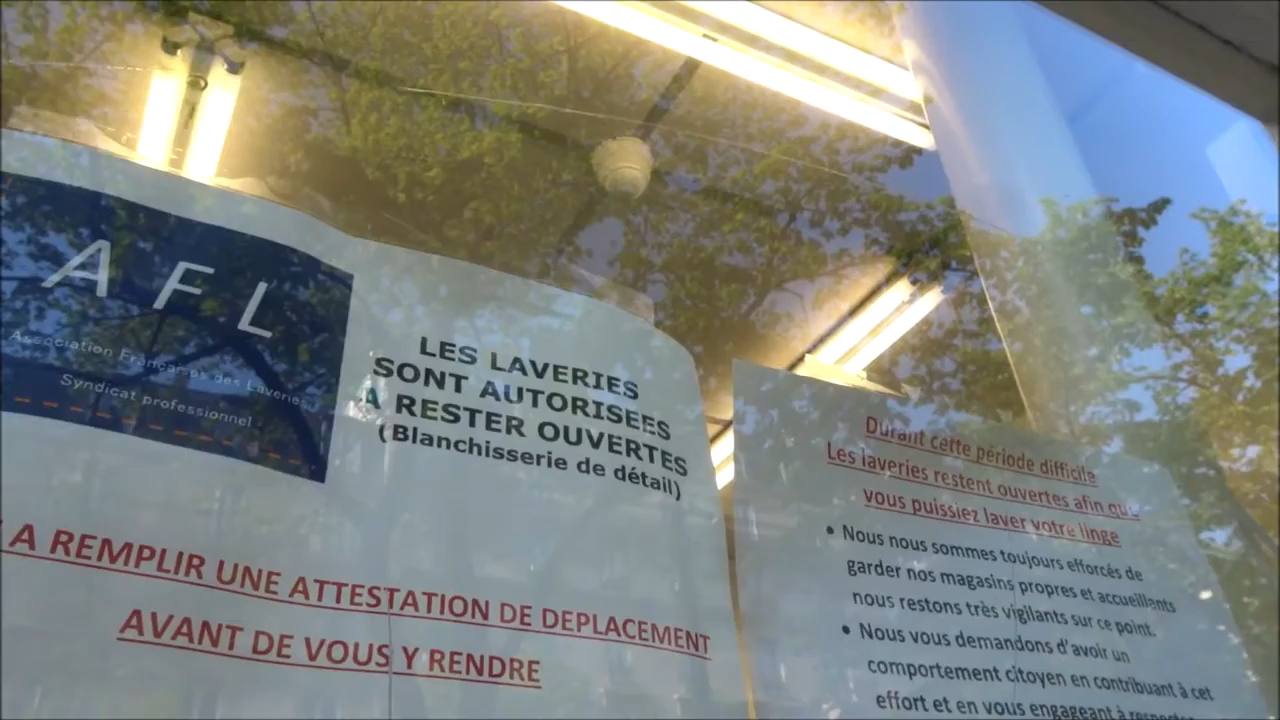 A F L
Association Française des Laveries
Syndicat professionnel
LES LAVERIES
SONT AUTORISEES
A RESTER OUVERTES
(Blanchisserie de détail)
A REMPLIR UNE ATTESTATION DE DEPLACEMENT
AVANT DE VOUS Y RENDRE
Durant cette période difficile
Les laveries restent ouvertes afin que
vous puissiez laver votre linge
• Nous nous sommes toujours efforcés de
garder nos magasins propres et accueillants
nous restons très vigilants sur ce point.
• Nous vous demandons d'avoir un
comportement citoyen en contribuant à cet
effort et en vous engageant à